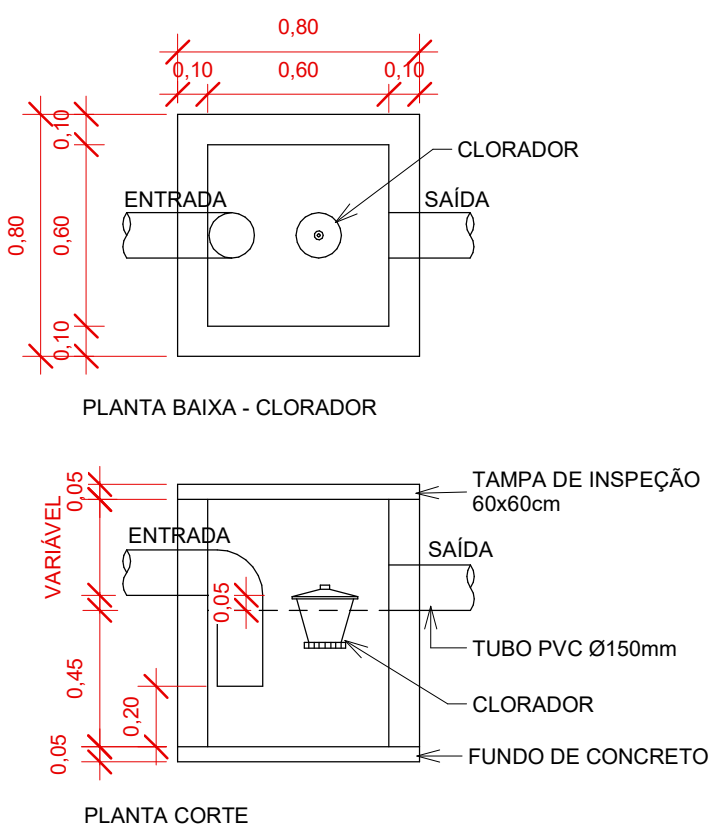 0,80
0,10
0,60
0,10
0,10
CLORADOR
ENTRADA
SAÍDA
0,80
0,60
0,10
PLANTA BAIXA - CLORADOR
0,05
TAMPA DE INSPEÇÃO
60x60cm
VARIÁVEL
ENTRADA
SAÍDA
0,05
TUBO PVC Ø150mm
0,45
CLORADOR
0,20
0,05
FUNDO DE CONCRETO
PLANTA CORTE